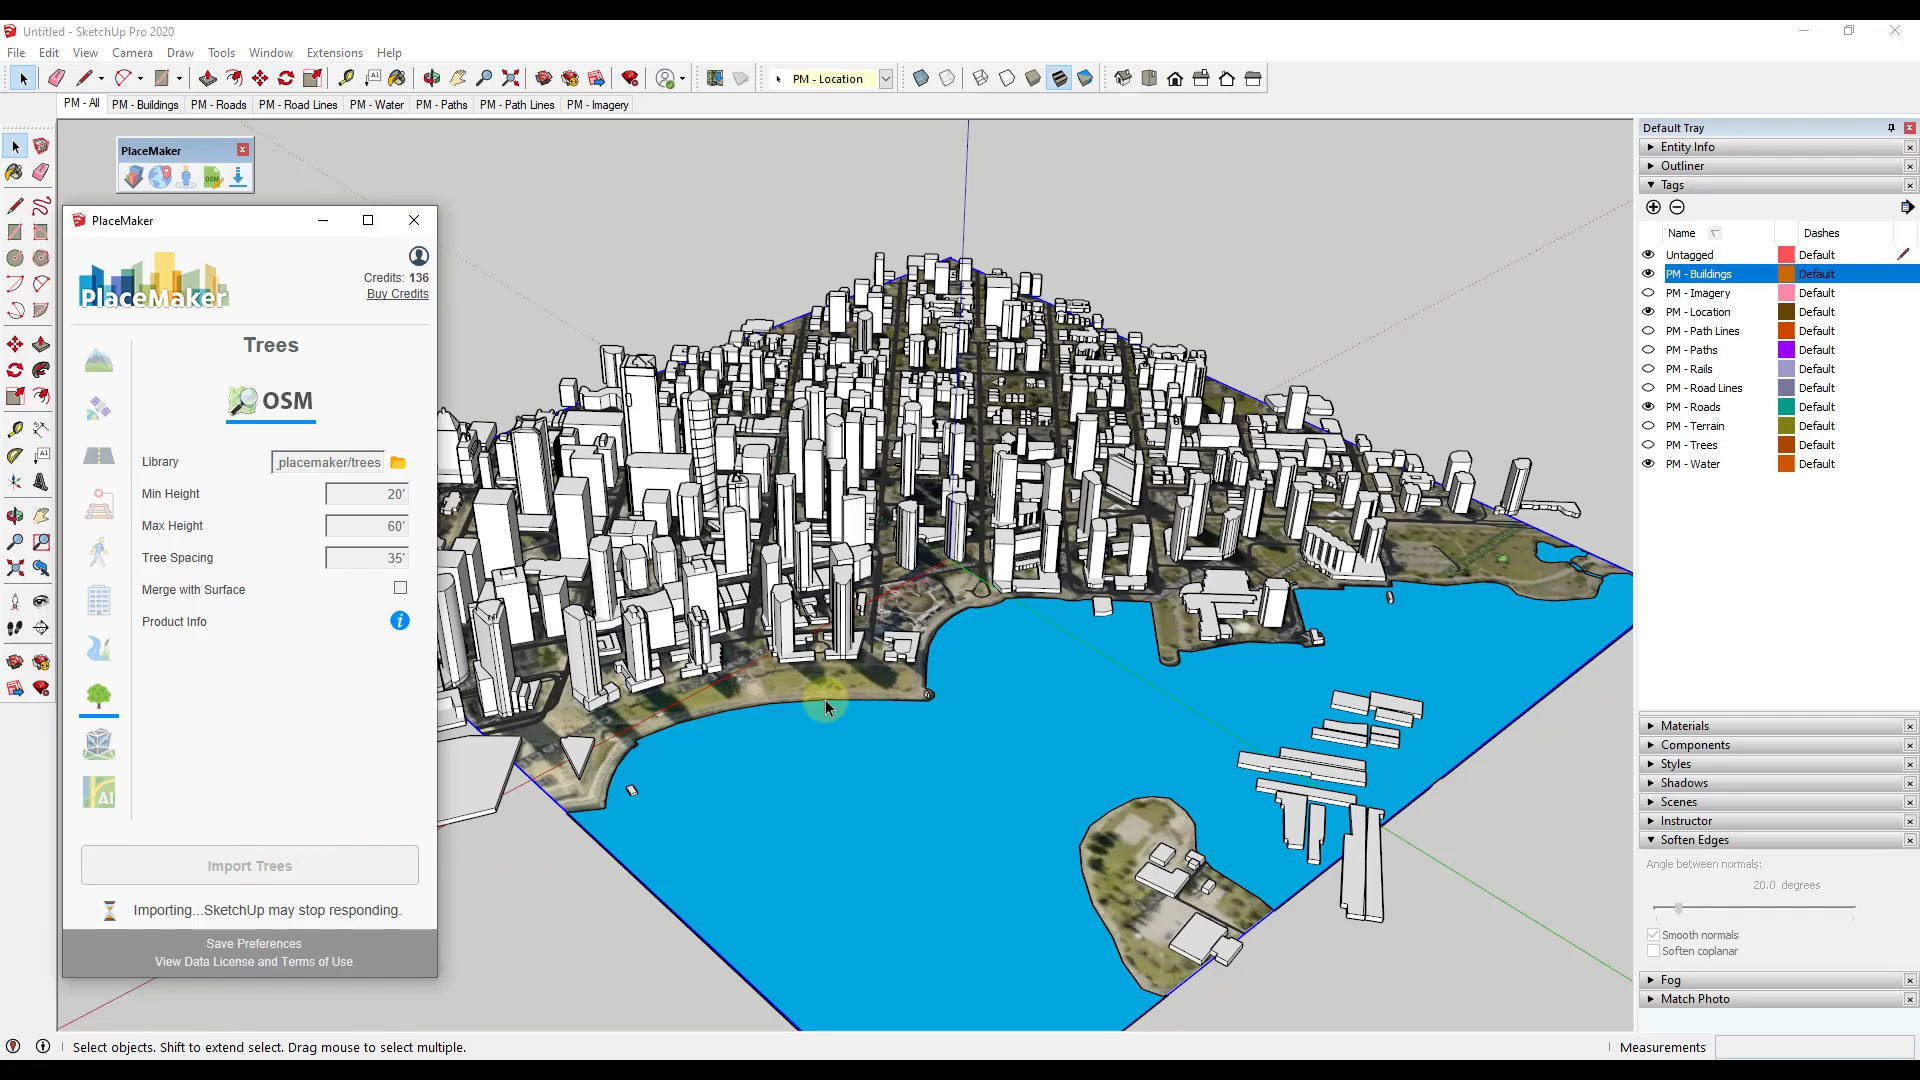 Untitled - SketchUp Pro 2020
File Edit View Camera Draw Tools Window Extensions Help
PM - Location
PM - All PM - Buildings PM - Roads PM - Road Lines PM - Water PM - Paths PM - Path Lines PM - Imagery
PlaceMaker
PlaceMaker
PlaceMaker
Credits: 136
Buy Credits
Trees
OSM
Library placemaker/trees
Min Height 20'
Max Height 60'
Tree Spacing 35'
Merge with Surface
Product Info
AI
Import Trees
Importing...SketchUp may stop responding.
Save Preferences
View Data License and Terms of Use
Default Tray
Entity Info
Outliner
Tags
Name Dashes
Untagged Default
PM - Buildings Default
PM - Imagery Default
PM - Location Default
PM - Path Lines Default
PM - Paths Default
PM - Rails Default
PM - Road Lines Default
PM - Roads Default
PM - Terrain Default
PM - Trees Default
PM - Water Default
Materials
Components
Styles
Shadows
Scenes
Instructor
Soften Edges
Angle between normals:
20.0 degrees
Smooth normals
Soften coplanar
Fog
Match Photo
Select objects. Shift to extend select. Drag mouse to select multiple.
Measurements